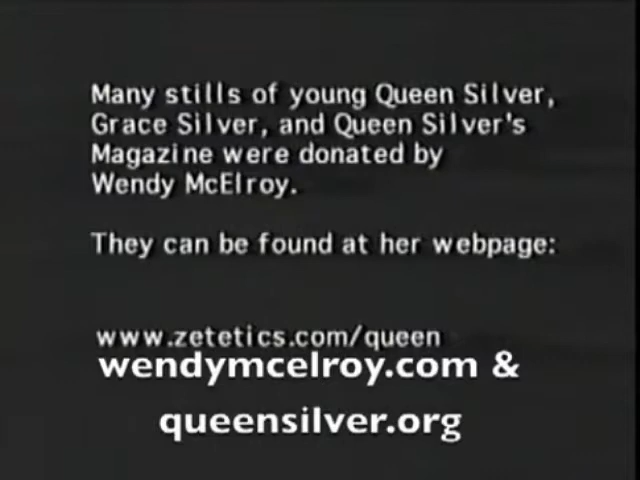 Many stills of young Queen Silver,
Grace Silver, and Queen Silver's
Magazine were donated by
Wendy McElroy.
They can be found at her webpage:
www.zetetics.com/queen
wendymcelroy.com &
queensilver.org